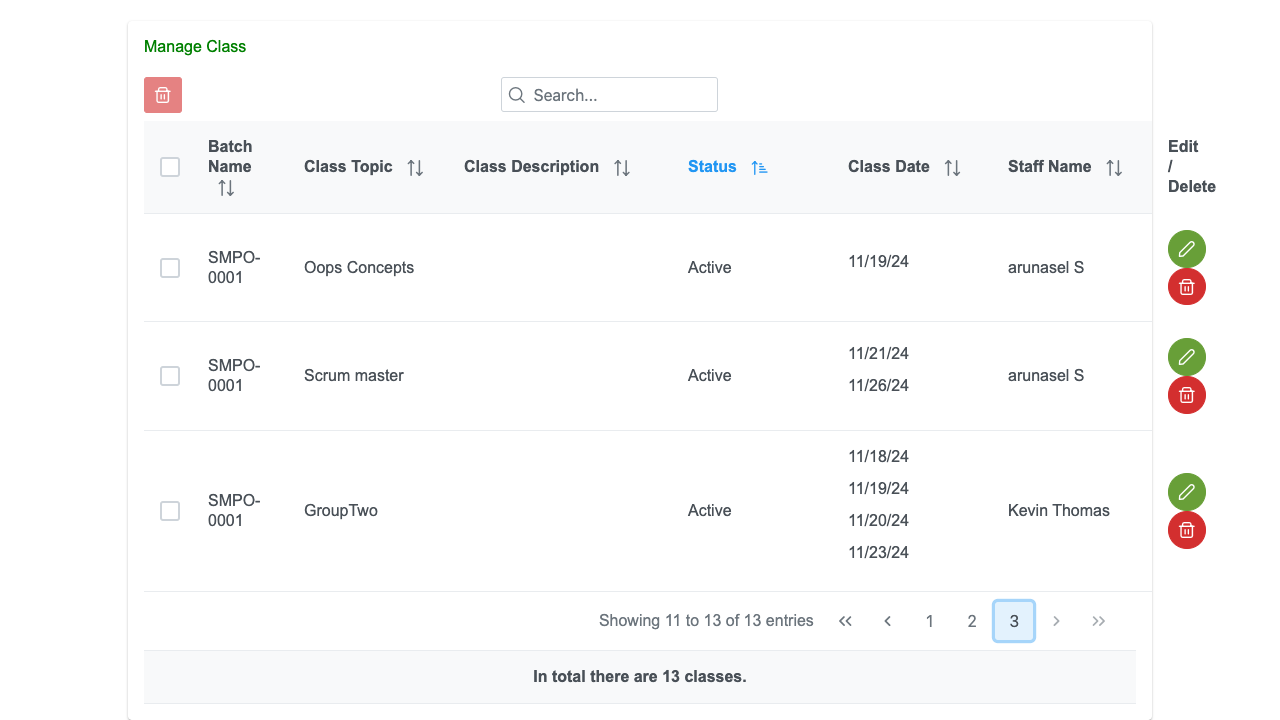 Manage Class
Search...
Batch Name
Class Topic
Class Description
Status
Class Date
Staff Name
Edit / Delete
SMPO-0001
Oops Concepts
Active
11/19/24
arunasel S
SMPO-0001
Scrum master
Active
11/21/24
11/26/24
arunasel S
SMPO-0001
GroupTwo
Active
11/18/24
11/19/24
11/20/24
11/23/24
Kevin Thomas
Showing 11 to 13 of 13 entries
1
2
3
In total there are 13 classes.